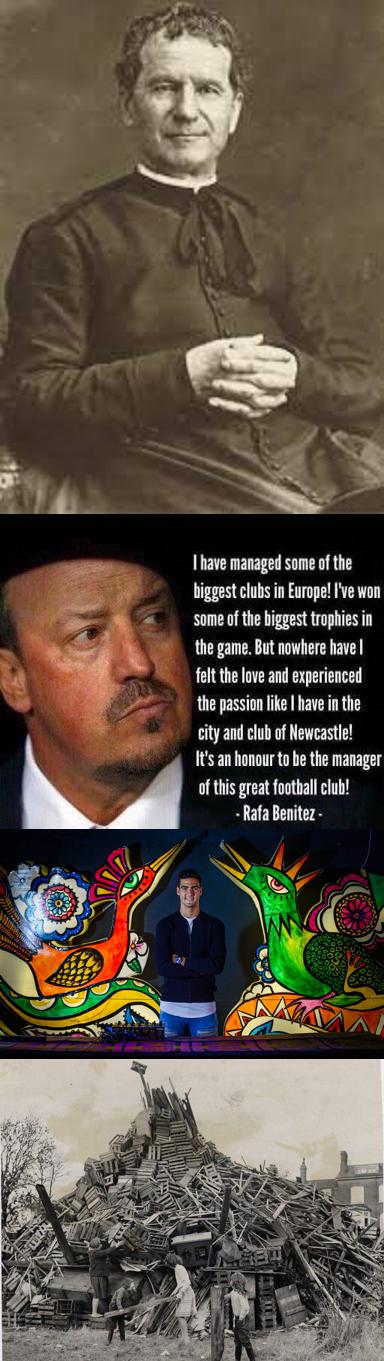 I have managed some of the
biggest clubs in Europe! I've won
some of the biggest trophies in
the game. But nowhere have I
felt the love and experienced
the passion like I have in the
city and club of Newcastle!
It's an honour to be the manager
of this great football club!
- Rafa Benitez -